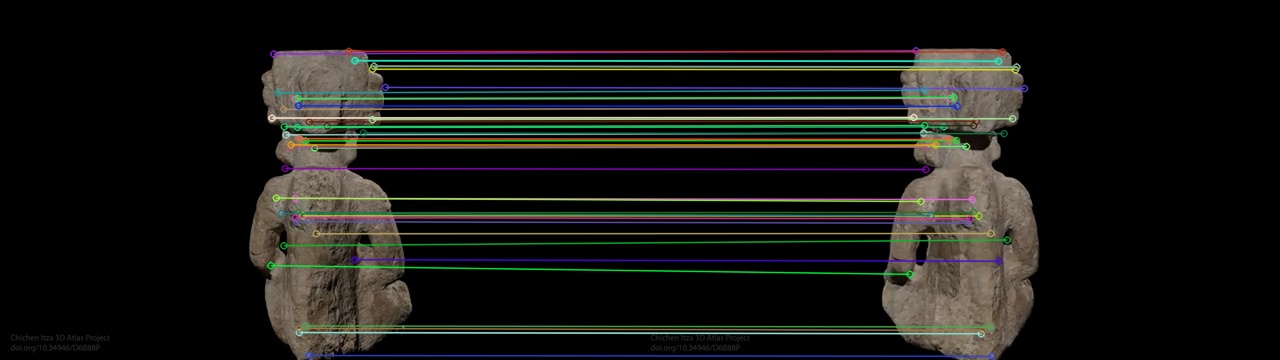 Chichen Itza 3D Atlas Project
doi.org/10.34946/D6B88P
Chichen Itza 3D Atlas Project
doi.org/10.34946/D6B88P